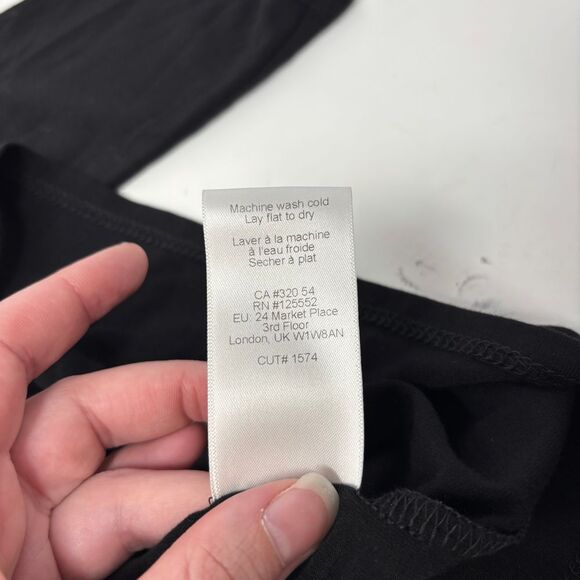 Machine wash cold
Lay flat to dry
Laver à la machine
à l'eau froide
Secher à plat
CA #320 54
RN #125552
EU: 24 Market Place
3rd Floor
London, UK W1W8AN
CUT# 1574